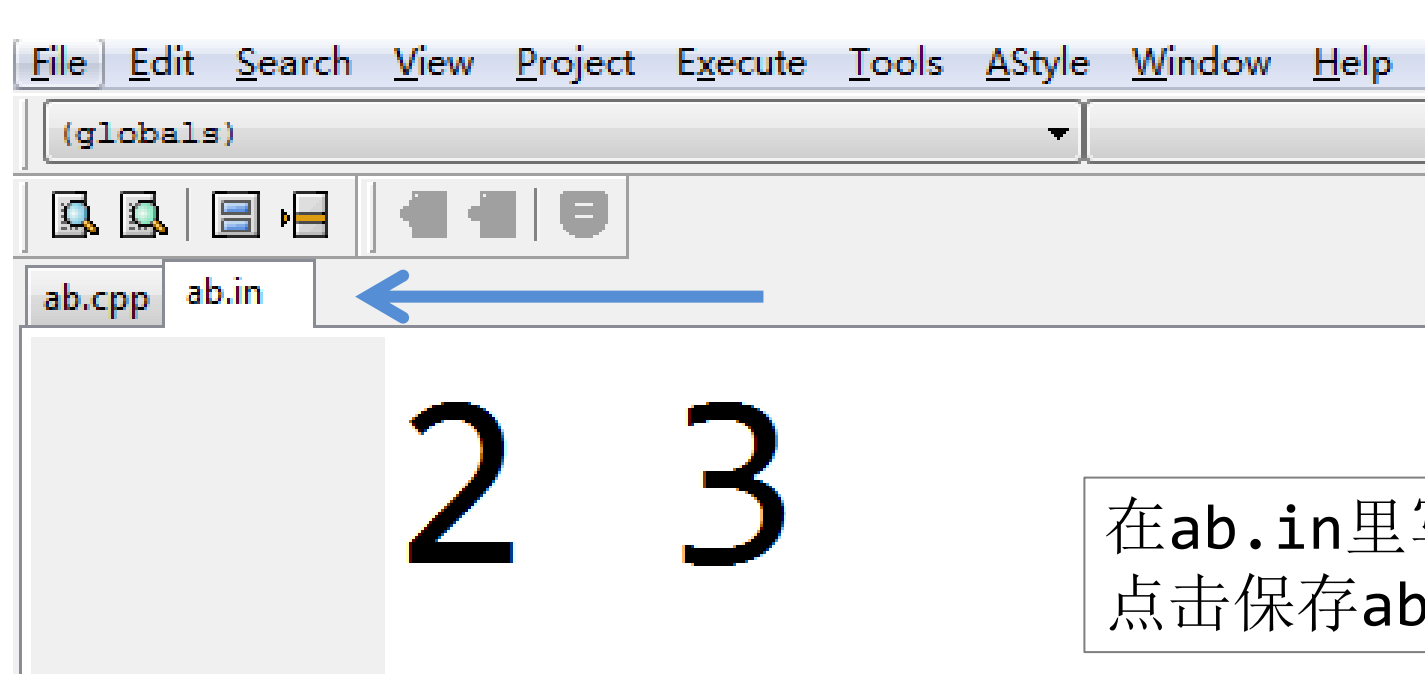 File Edit Search View Project Execute Tools AStyle Window Help
(globals)
ab.cpp ab.in
2 3
在ab.in里
点击保存ab